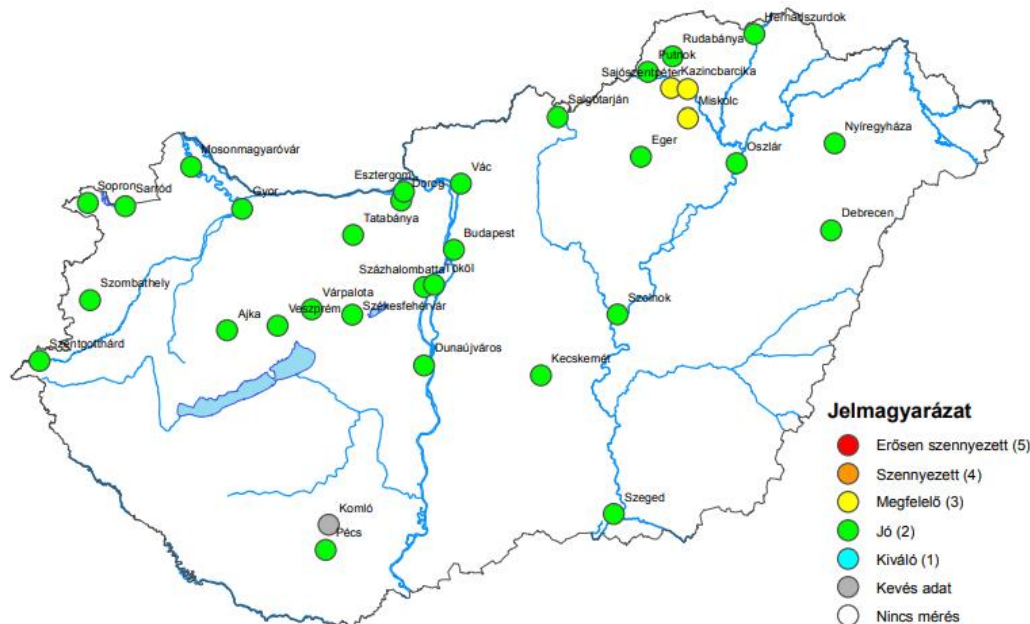 Hernádszurdok
Rudabánya
Putnok
Sajószentpéter
Kazincbarcika
Miskolc
Salgótarján
Nyíregyháza
Eger
Oszlár
Mosonmagyaróvár
Vác
Esztergom
Dorog
Sopron
Sarród
Gyor
Tatabánya
Debrecen
Budapest
Százhalombatta
Tököl
Szombathely
Várpalota
Székesfehérvár
Ajka
Veszprém
Szolnok
Szentgotthárd
Dunaújváros
Kecskemét
Jelmagyarázat
Erősen szennyezett (5)
Szennyezett (4)
Megfelelő (3)
Szeged
Komló
Jó (2)
Pécs
Kiváló (1)
Kevés adat
Nincs mérés